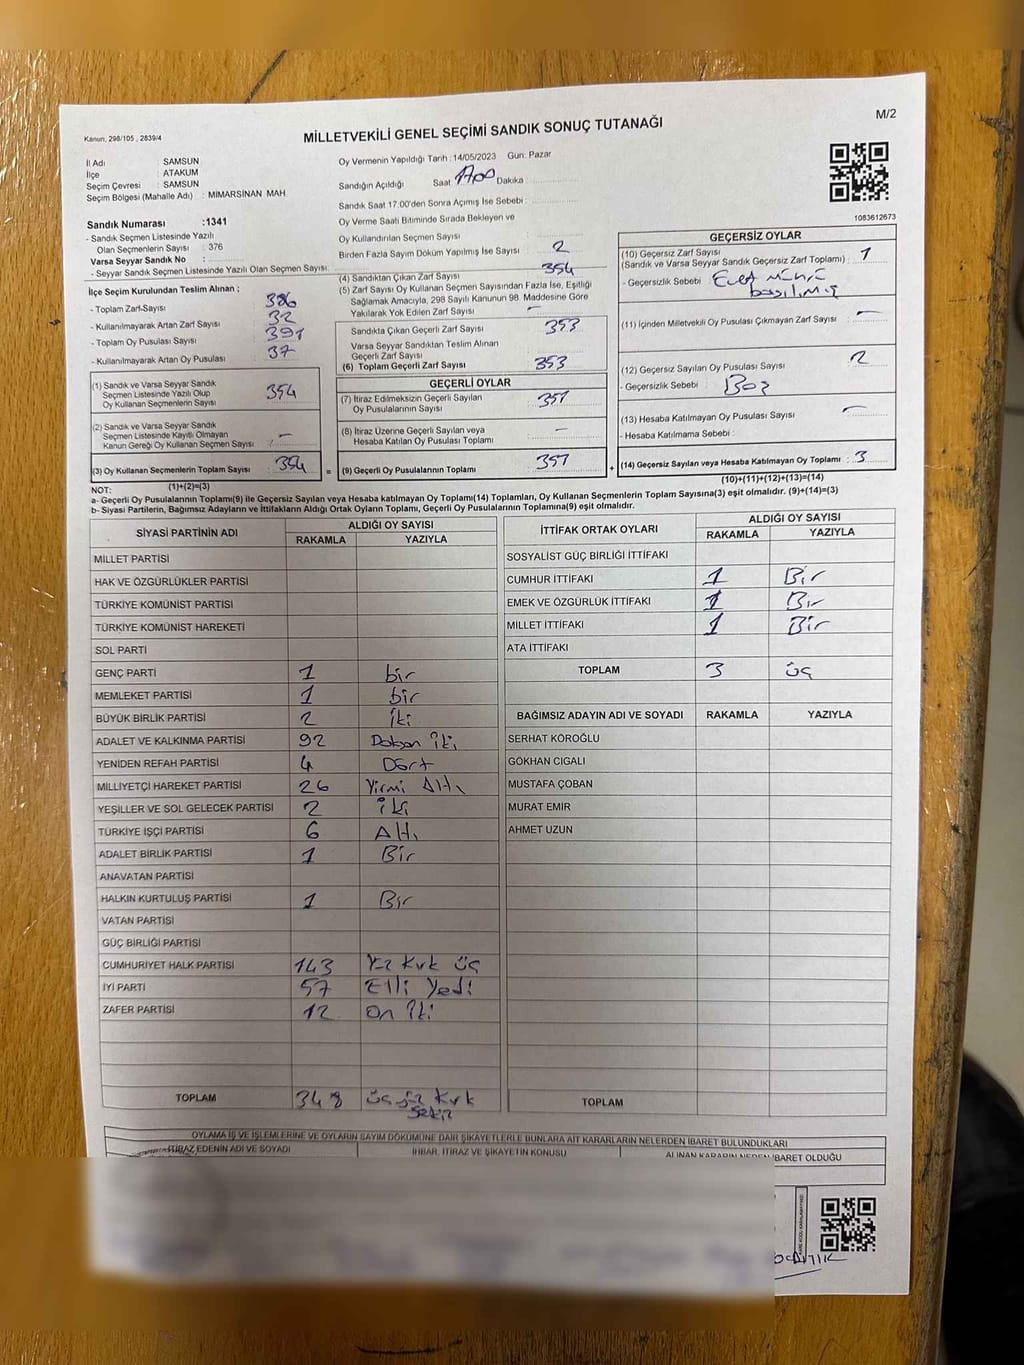 Kanun: 298/105 , 2839/4
MİLLETVEKİLİ GENEL SEÇİMİ SANDIK SONUÇ TUTANAĞI
M/2
İl Adı : SAMSUN
İlçe : ATAKUM
Seçim Çevresi : SAMSUN
Seçim Bölgesi (Mahalle Adı) : MİMARSİNAN MAH
Sandık Numarası :1341
- Sandık Seçmen Listesinde Yazılı
Olan Seçmenlerin Sayısı : 376
Varsa Seyyar Sandık No :
- Seyyar Sandık Seçmen Listesinde Yazılı Olan Seçmen Sayısı:
İlçe Seçim Kurulundan Teslim Alınan ;
- Toplam Zarf Sayısı : 386
- Kullanılmayarak Artan Zarf Sayısı : 32
- Toplam Oy Pusulası Sayısı : 391
- Kullanılmayarak Artan Oy Pusulası : 37
(1) Sandık ve Varsa Seyyar Sandık
Seçmen Listesinde Yazılı Olup
Oy Kullanan Seçmenlerin Sayısı : 354
(2) Sandık ve Varsa Seyyar Sandık
Seçmen Listesinde Kayıtlı Olmayan
Kanun Gereği Oy Kullanan Seçmen Sayısı : —
(3) Oy Kullanan Seçmenlerin Toplam Sayısı : 354 =
(1)+(2)=(3)
Oy Vermenin Yapıldığı Tarih : 14/05/2023 Gün: Pazar
Sandığın Açıldığı Saat 17.00 Dakika :
Sandık Saat 17:00'den Sonra Açımış İse Sebebi :
Oy Verme Saati Bitiminde Sırada Bekleyen ve
Oy Kullandırılan Seçmen Sayısı :
Birden Fazla Sayım Döküm Yapılmış İse Sayısı : 2
(4) Sandıktan Çıkan Zarf Sayısı : 354
(5) Zarf Sayısı Oy Kullanan Seçmen Sayısından Fazla İse, Eşitliği
Sağlamak Amacıyla, 298 Sayılı Kanunun 98. Maddesine Göre
Yakılarak Yok Edilen Zarf Sayısı : —
Sandıkta Çıkan Geçerli Zarf Sayısı : 353
Varsa Seyyar Sandıktan Teslim Alınan
Geçerli Zarf Sayısı :
(6) Toplam Geçerli Zarf Sayısı : 353
GEÇERLİ OYLAR
(7) İtiraz Edilmeksizin Geçerli Sayılan
Oy Pusulasının Sayısı : 351
(8) İtiraz Üzerine Geçerli Sayılan veya
Hesaba Katılan Oy Pusulası Toplamı : —
(9) Geçerli Oy Pusulalarının Toplamı : 351 +
1083612673
GEÇERSİZ OYLAR
(10) Geçersiz Zarf Sayısı
(Sandık ve Varsa Seyyar Sandık Geçersiz Zarf Toplamı) : 1
- Geçersizlik Sebebi : Evet mührü
basılmış
(11) İçinden Milletvekili Oy Pusulası Çıkmayan Zarf Sayısı : —
(12) Geçersiz Sayılan Oy Pusulası Sayısı : 2
- Geçersizlik Sebebi : Boş
(13) Hesaba Katılmayan Oy Pusulası Sayısı : —
- Hesaba Katılmama Sebebi :
(14) Geçersiz Sayılan veya Hesaba Katılmayan Oy Toplamı : 3
(10)+(11)+(12)+(13)=(14)
NOT:
a- Geçerli Oy Pusulalarının Toplamı(9) ile Geçersiz Sayılan veya Hesaba katılmayan Oy Toplamı(14) Toplamları, Oy Kullanan Seçmenlerin Toplam Sayısına(3) eşit olmalıdır. (9)+(14)=(3)
b- Siyasi Partilerin, Bağımsız Adayların ve İttifakların Aldığı Ortak Oyların Toplamı, Geçerli Oy Pusulalarının Toplamına(9) eşit olmalıdır.
SİYASİ PARTİNİN ADI ALDIĞI OY SAYISI
RAKAMLA YAZIYLA
MİLLET PARTİSİ
HAK VE ÖZGÜRLÜKLER PARTİSİ
TÜRKİYE KOMÜNİST PARTİSİ
TÜRKİYE KOMÜNİST HAREKETİ
SOL PARTİ
GENÇ PARTİ 1 bir
MEMLEKET PARTİSİ 1 bir
BÜYÜK BİRLİK PARTİSİ 2 iki
ADALET VE KALKINMA PARTİSİ 92 Doksan iki
YENİDEN REFAH PARTİSİ 4 Dört
MİLLİYETÇİ HAREKET PARTİSİ 26 Yirmi Altı
YEŞİLLER VE SOL GELECEK PARTİSİ 2 iki
TÜRKİYE İŞÇİ PARTİSİ 6 Altı
ADALET BİRLİK PARTİSİ 1 Bir
ANAVATAN PARTİSİ
HALKIN KURTULUŞ PARTİSİ 1 Bir
VATAN PARTİSİ
GÜÇ BİRLİĞİ PARTİSİ
CUMHURİYET HALK PARTİSİ 143 Yüz Kırk üç
İYİ PARTİ 57 Elli Yedi
ZAFER PARTİSİ 12 On İki
TOPLAM 348 üç yüz Kırk
Sekiz
İTTİFAK ORTAK OYLARI ALDIĞI OY SAYISI
RAKAMLA YAZIYLA
SOSYALİST GÜÇ BİRLİĞİ İTTİFAKI
CUMHUR İTTİFAKI 1 Bir
EMEK VE ÖZGÜRLÜK İTTİFAKI 1 Bir
MİLLET İTTİFAKI 1 Bir
ATA İTTİFAKI
TOPLAM 3 üç
BAĞIMSIZ ADAYIN ADI VE SOYADI RAKAMLA YAZIYLA
SERHAT KÖROĞLU
GÖKHAN CIGALI
MUSTAFA ÇOBAN
MURAT EMİR
AHMET UZUN
TOPLAM
OYLAMA İŞ VE İŞLEMLERİNE VE OYLARIN SAYIM DÖKÜMÜNE DAİR ŞİKAYETLERLE BUNLARA AİT KARARLARIN NELERDEN İBARET BULUNDUKLARI
İTİRAZ EDENİN ADI VE SOYADI İHBAR, İTİRAZ VE ŞİKAYETİN KONUSU ALINAN KARARIN NEDEN İBARET OLDUĞU